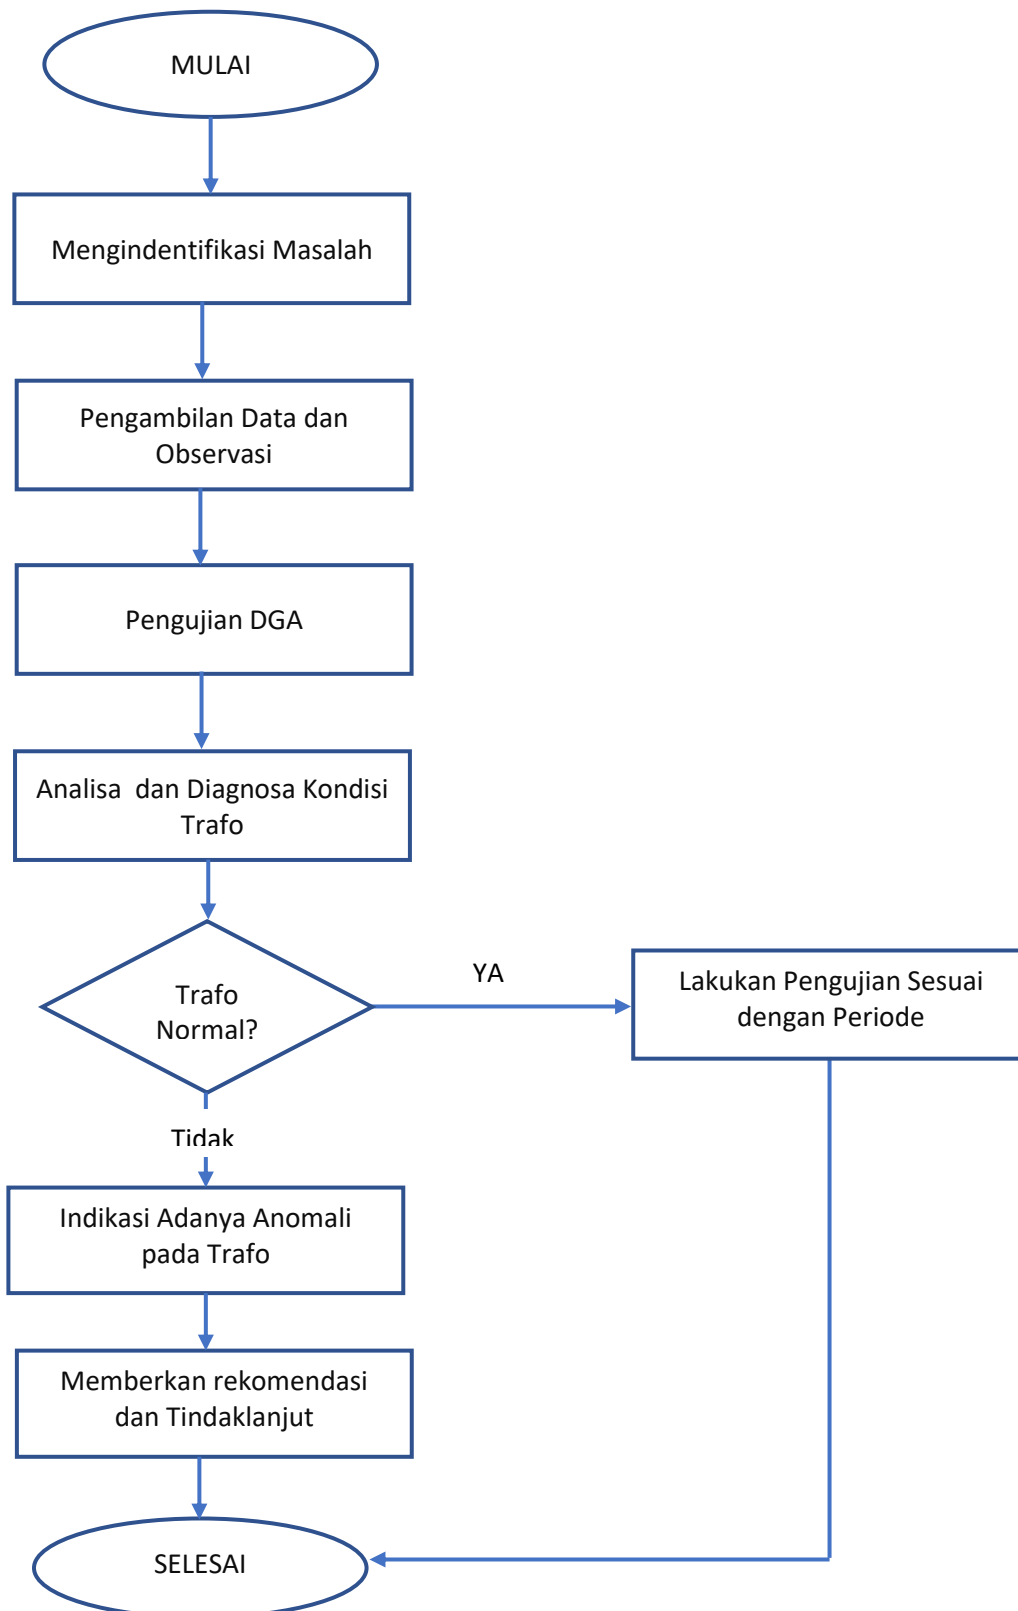 MULAI
Mengindentifikasi Masalah
Pengambilan Data dan
Observasi
Pengujian DGA
Analisa  dan Diagnosa Kondisi
Trafo
Trafo
Normal?
YA
Lakukan Pengujian Sesuai
dengan Periode
Tidak
Indikasi Adanya Anomali
pada Trafo
Memberkan rekomendasi
dan Tindaklanjut
SELESAI